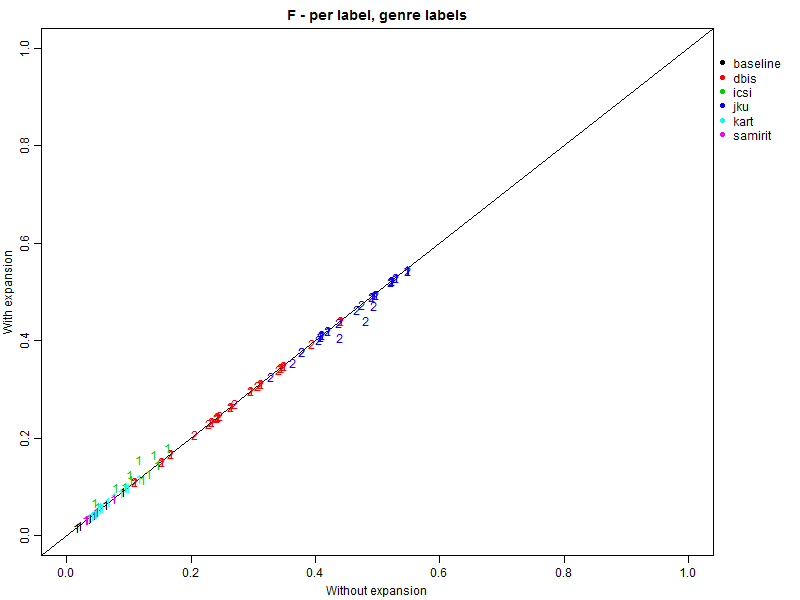 F - per label, genre labels
With expansion
1.0
0.8
0.6
0.4
0.2
0.0
0.0 0.2 0.4 0.6 0.8 1.0
Without expansion
baseline
dbis
icsi
jku
kart
samirit